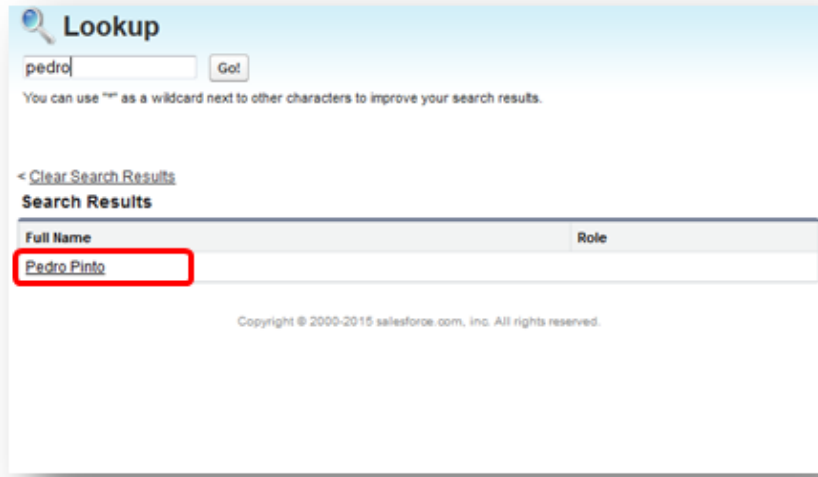 Lookup
pedro
Go!
You can use "*" as a wildcard next to other characters to improve your search results.
< Clear Search Results
Search Results
Full Name Role
Pedro Pinto
Copyright © 2000-2015 salesforce.com, inc. All rights reserved.